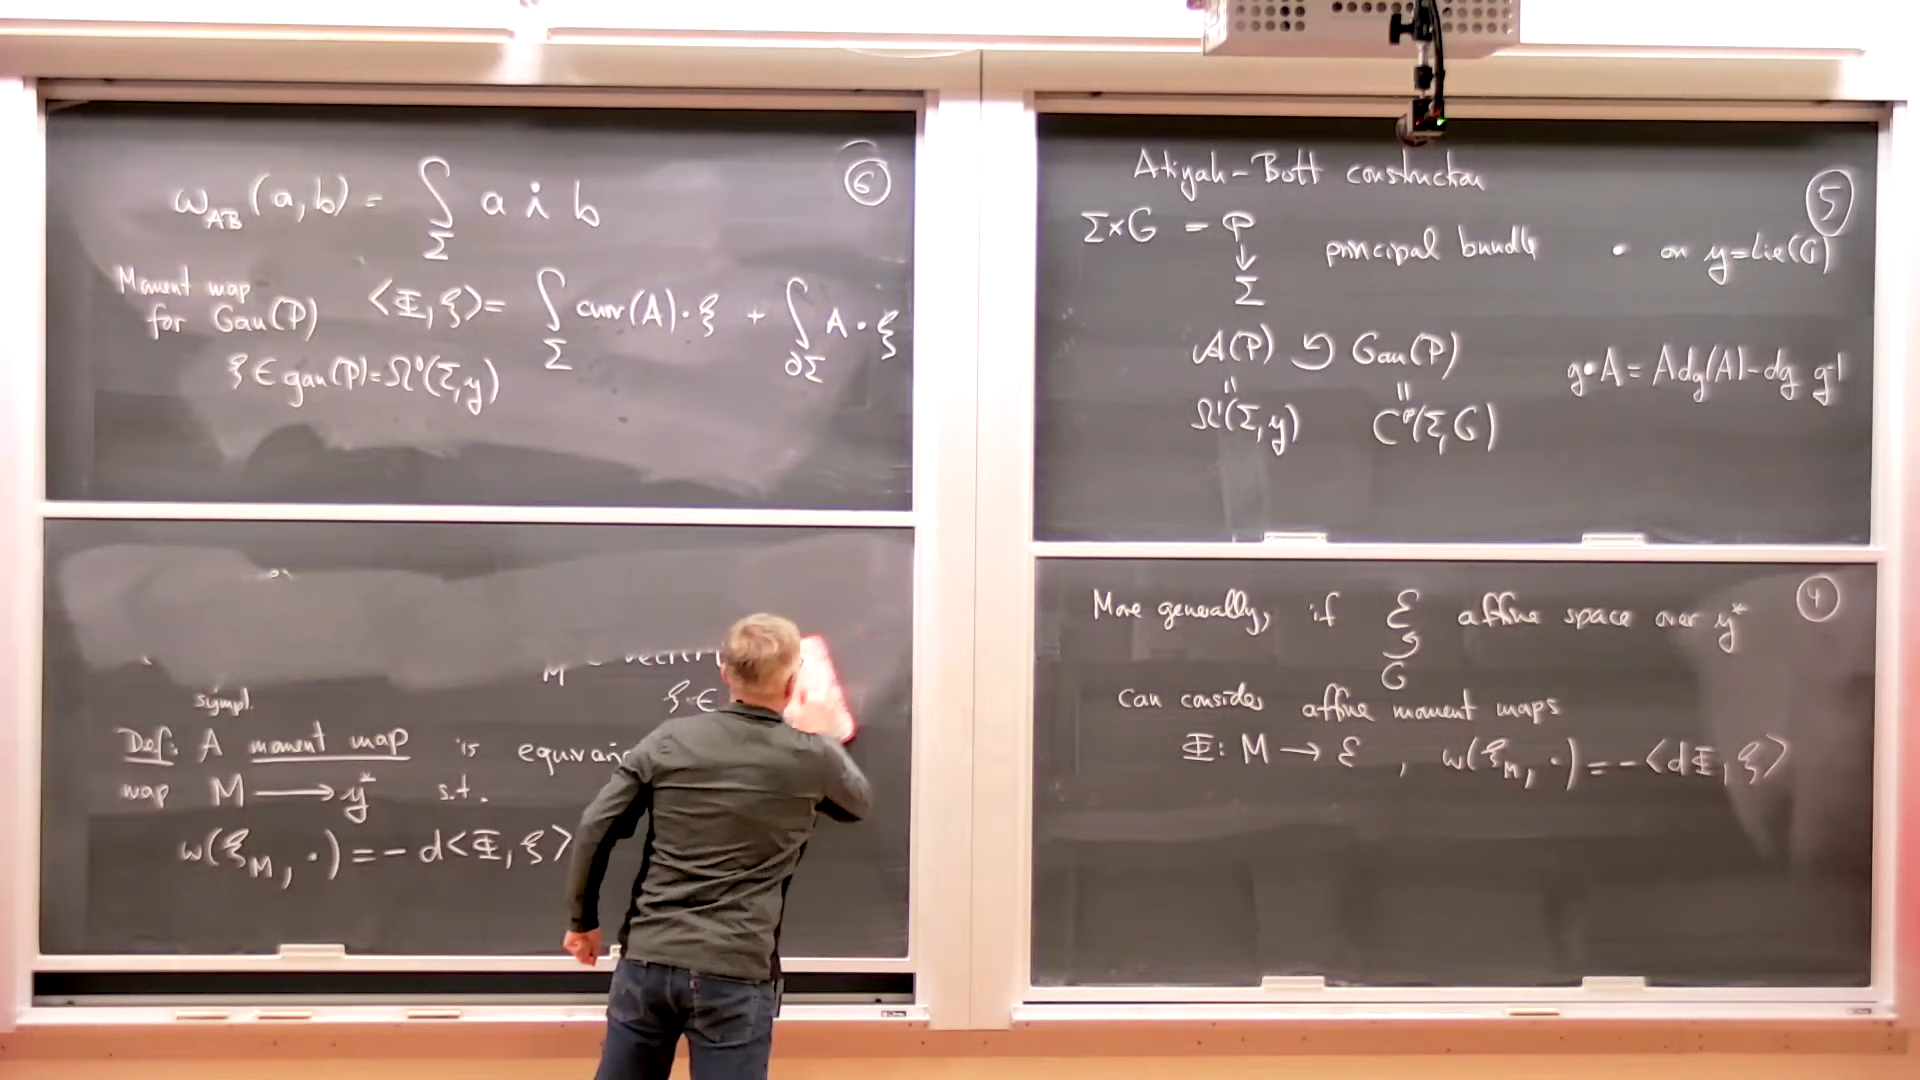 ⑥
ω_AB(a,b) = ∫_Σ a ∧̇ b
Moment map
for Gau(P) <Φ,ξ> = ∫_Σ curv(A)·ξ + ∫_∂Σ A·ξ
ξ ∈ gau(P)=Ω⁰(Σ,𝔤)
M
ξ ∈
sympl.
Def: A moment map is
map M ⟶ 𝔤* s.t.
ω(ξ_M, ·) = - d<Φ,ξ>
Atiyah-Bott construction
⑤
Σ×G = P principal bundle • on 𝔤=Lie(G)
↓
Σ
A(P) ↺ Gau(P) g•A = Ad_g(A) - dg g⁻¹
" "
Ω¹(Σ,𝔤) C^∞(Σ,G)
④
More generally, if ℰ affine space over 𝔤*
↺
G
can consider affine moment maps
Φ: M → ℰ , ω(ξ_M, ·) = -<dΦ,ξ>